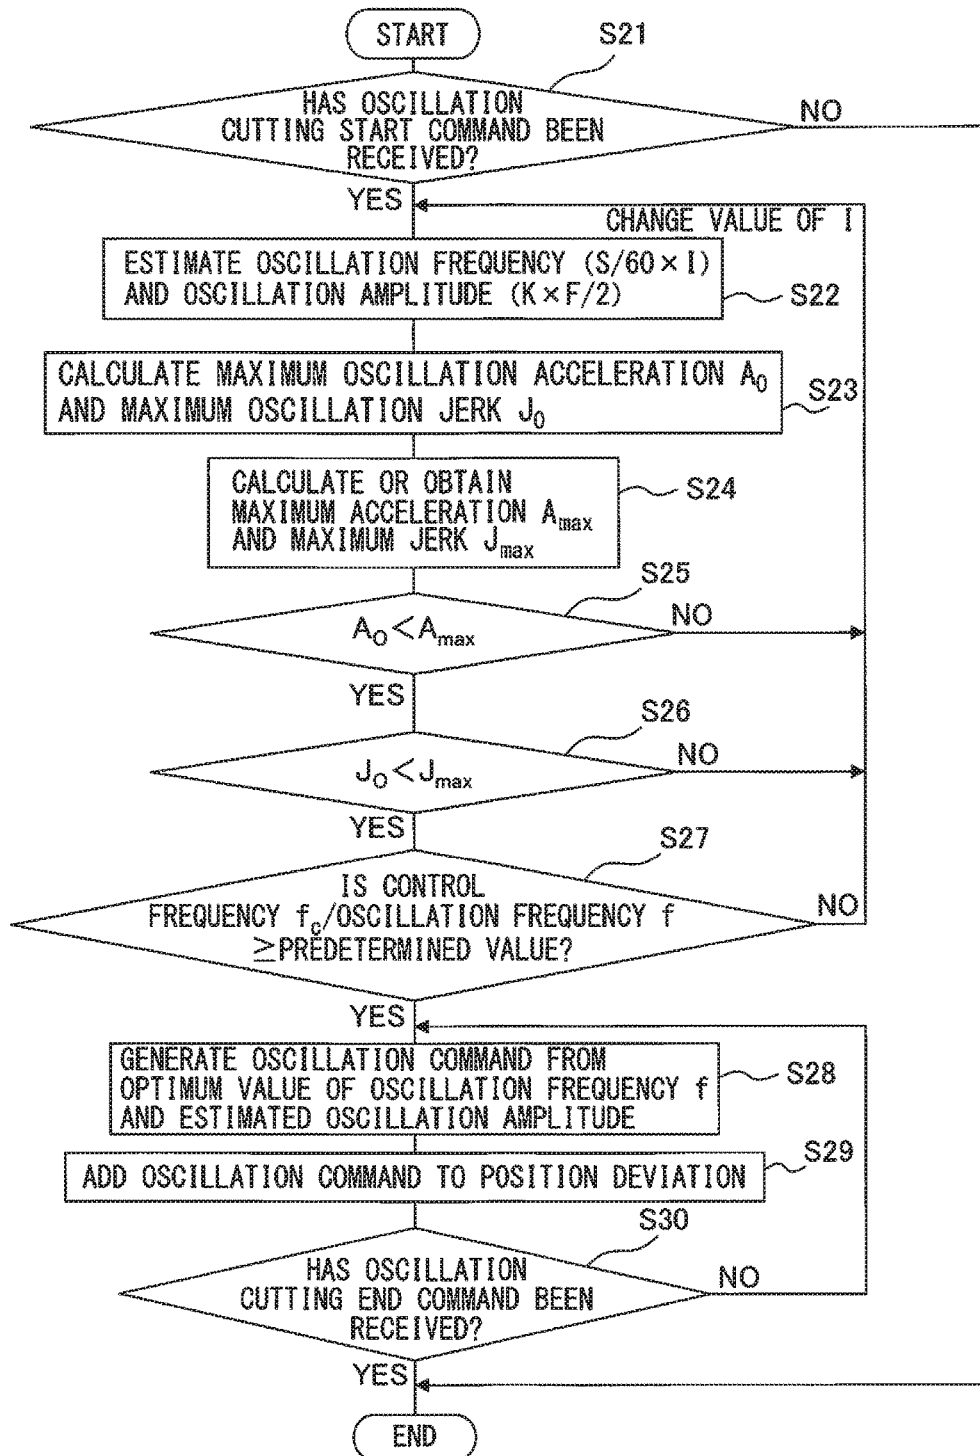 START
S21
HAS OSCILLATION
CUTTING START COMMAND BEEN
RECEIVED?
NO
YES
CHANGE VALUE OF I
ESTIMATE OSCILLATION FREQUENCY (S/60×I)
AND OSCILLATION AMPLITUDE (K×F/2)
S22
CALCULATE MAXIMUM OSCILLATION ACCELERATION A0
AND MAXIMUM OSCILLATION JERK J0
S23
CALCULATE OR OBTAIN
MAXIMUM ACCELERATION Amax
AND MAXIMUM JERK Jmax
S24
S25
A0<Amax
NO
YES
S26
J0<Jmax
NO
YES
S27
IS CONTROL
FREQUENCY fc/OSCILLATION FREQUENCY f
≥PREDETERMINED VALUE?
NO
YES
GENERATE OSCILLATION COMMAND FROM
OPTIMUM VALUE OF OSCILLATION FREQUENCY f
AND ESTIMATED OSCILLATION AMPLITUDE
S28
ADD OSCILLATION COMMAND TO POSITION DEVIATION
S29
S30
HAS OSCILLATION
CUTTING END COMMAND BEEN
RECEIVED?
NO
YES
END